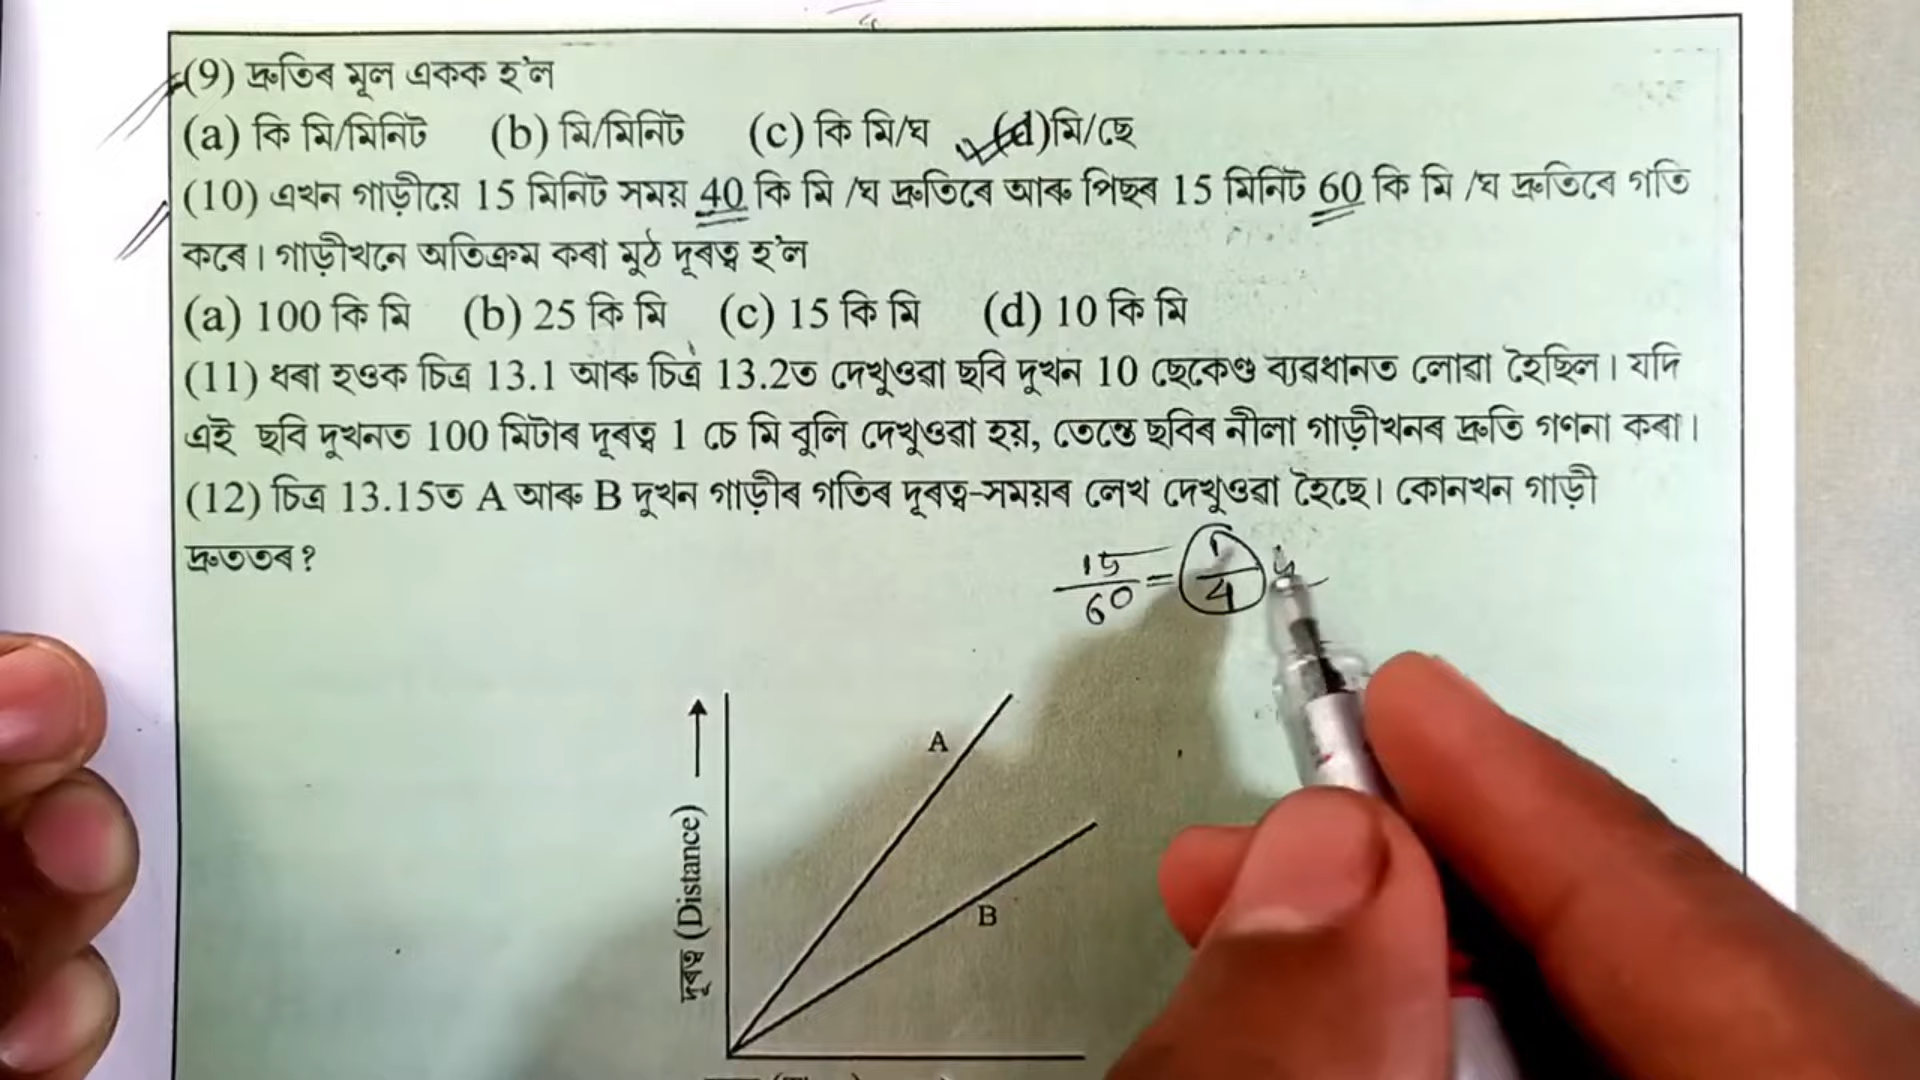 (9) দ্ৰুতিৰ মূল একক হ'ল
(a) কি মি/মিনিট (b) মি/মিনিট (c) কি মি/ঘ (d)মি/ছে
(10) এখন গাড়ীয়ে 15 মিনিট সময় 40 কি মি /ঘ দ্ৰুতিৰে আৰু পিছৰ 15 মিনিট 60 কি মি /ঘ দ্ৰুতিৰে গতি
কৰে। গাড়ীখনে অতিক্ৰম কৰা মুঠ দূৰত্ব হ'ল
(a) 100 কি মি (b) 25 কি মি (c) 15 কি মি (d) 10 কি মি
(11) ধৰা হওক চিত্ৰ 13.1 আৰু চিত্ৰ 13.2ত দেখুওৱা ছবি দুখন 10 ছেকেণ্ড ব্যৱধানত লোৱা হৈছিল। যদি
এই ছবি দুখনত 100 মিটাৰ দূৰত্ব 1 চে মি বুলি দেখুওৱা হয়, তেন্তে ছবিৰ নীলা গাড়ীখনৰ দ্ৰুতি গণনা কৰা।
(12) চিত্ৰ 13.15ত A আৰু B দুখন গাড়ীৰ গতিৰ দূৰত্ব-সময়ৰ লেখ দেখুওৱা হৈছে। কোনখন গাড়ী
দ্ৰুততৰ?
15/60 = 1/4
A
B
দূৰত্ব (Distance)